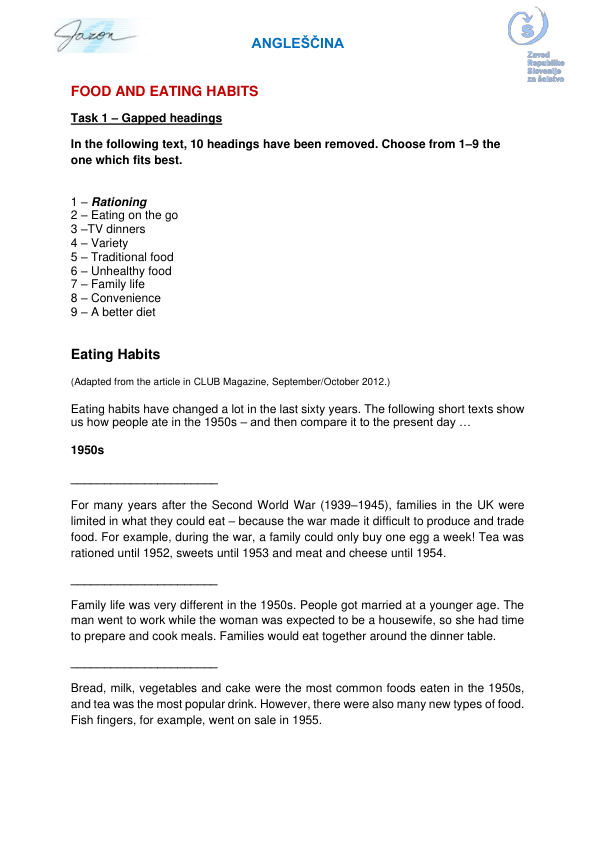 Jazon
ANGLEŠČINA
Zavod
Republike
Slovenije
za šolstvo
FOOD AND EATING HABITS
Task 1 – Gapped headings
In the following text, 10 headings have been removed. Choose from 1–9 the
one which fits best.
1 – Rationing
2 – Eating on the go
3 –TV dinners
4 – Variety
5 – Traditional food
6 – Unhealthy food
7 – Family life
8 – Convenience
9 – A better diet
Eating Habits
(Adapted from the article in CLUB Magazine, September/October 2012.)
Eating habits have changed a lot in the last sixty years. The following short texts show
us how people ate in the 1950s – and then compare it to the present day …
1950s
______________________
For many years after the Second World War (1939–1945), families in the UK were
limited in what they could eat – because the war made it difficult to produce and trade
food. For example, during the war, a family could only buy one egg a week! Tea was
rationed until 1952, sweets until 1953 and meat and cheese until 1954.
______________________
Family life was very different in the 1950s. People got married at a younger age. The
man went to work while the woman was expected to be a housewife, so she had time
to prepare and cook meals. Families would eat together around the dinner table.
______________________
Bread, milk, vegetables and cake were the most common foods eaten in the 1950s,
and tea was the most popular drink. However, there were also many new types of food.
Fish fingers, for example, went on sale in 1955.